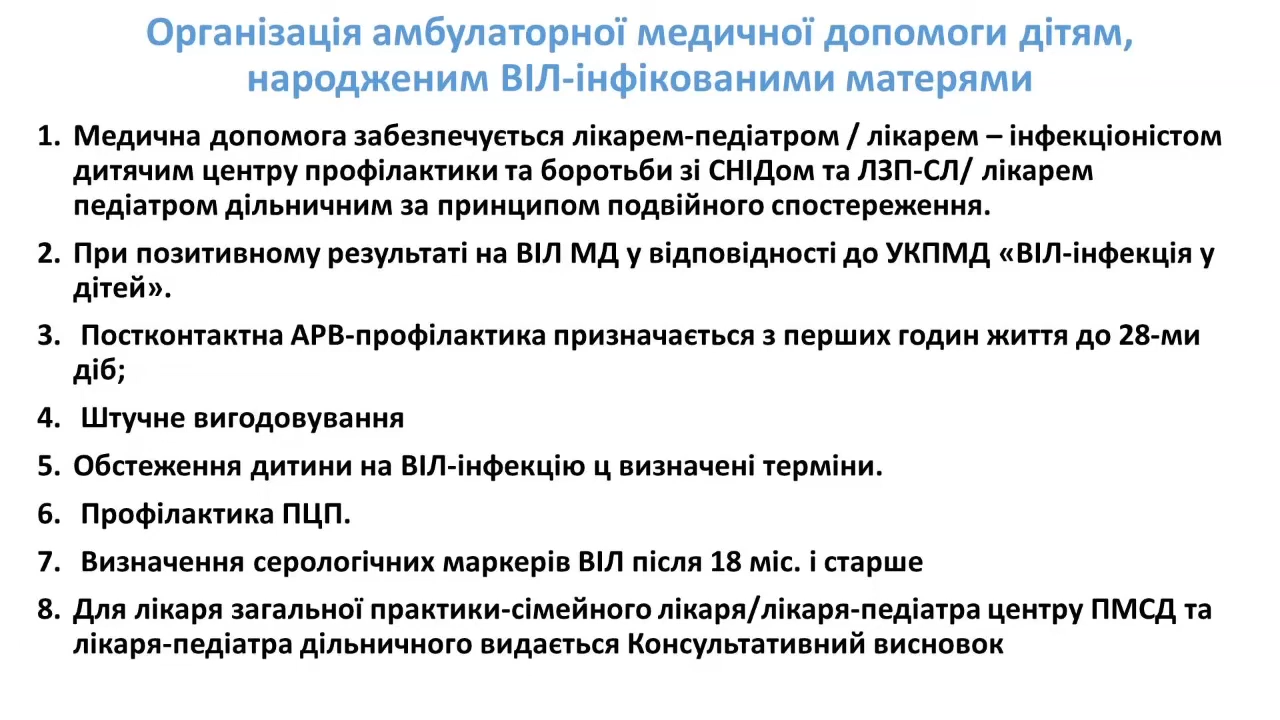 Організація амбулаторної медичної допомоги дітям,
народженим ВІЛ-інфікованими матерями
1. Медична допомога забезпечується лікарем-педіатром / лікарем – інфекціоністом
дитячим центру профілактики та боротьби зі СНІДом та ЛЗП-СЛ/ лікарем
педіатром дільничним за принципом подвійного спостереження.
2. При позитивному результаті на ВІЛ МД у відповідності до УКПМД «ВІЛ-інфекція у
дітей».
3. Постконтактна АРВ-профілактика призначається з перших годин життя до 28-ми
діб;
4. Штучне вигодовування
5. Обстеження дитини на ВІЛ-інфекцію ц визначені терміни.
6. Профілактика ПЦП.
7. Визначення серологічних маркерів ВІЛ після 18 міс. і старше
8. Для лікаря загальної практики-сімейного лікаря/лікаря-педіатра центру ПМСД та
лікаря-педіатра дільничного видається Консультативний висновок